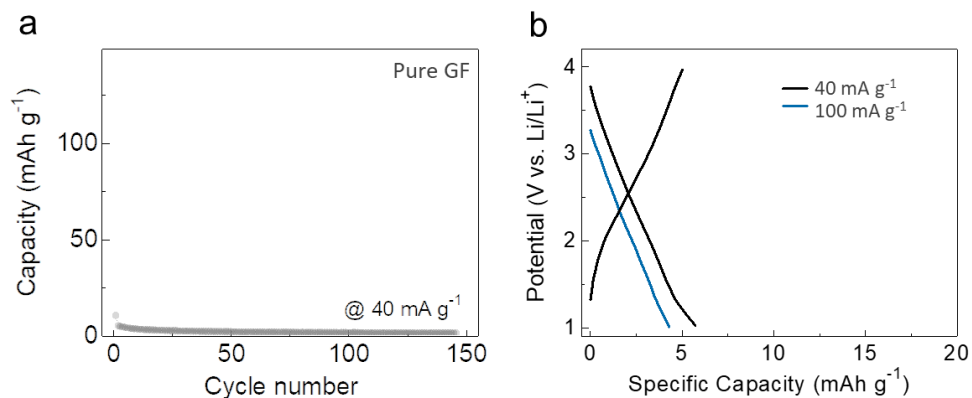 a
Pure GF
Capacity (mAh g⁻¹)
100
50
0
@ 40 mA g⁻¹
0
50
100
150
Cycle number
b
40 mA g⁻¹
100 mA g⁻¹
Potential (V vs. Li/Li⁺)
4
3
2
1
0
5
10
15
20
Specific Capacity (mAh g⁻¹)